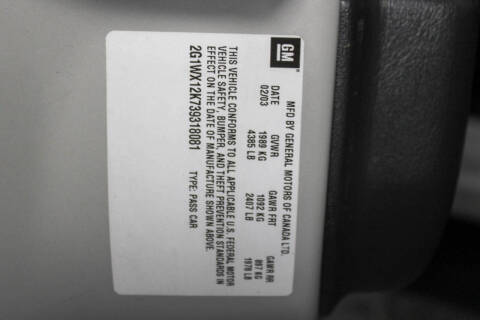 GM
MFD BY GENERAL MOTORS OF CANADA LTD.
DATE GVWR GAWR FRT GAWR RR
02/03 1989 KG 1092 KG 897 KG
4385 LB 2407 LB 1978 LB
THIS VEHICLE CONFORMS TO ALL APPLICABLE U.S. FEDERAL MOTOR
VEHICLE SAFETY, BUMPER, AND THEFT PREVENTION STANDARDS IN
EFFECT ON THE DATE OF MANUFACTURE SHOWN ABOVE.
2G1WX12K739318081 TYPE: PASS CAR